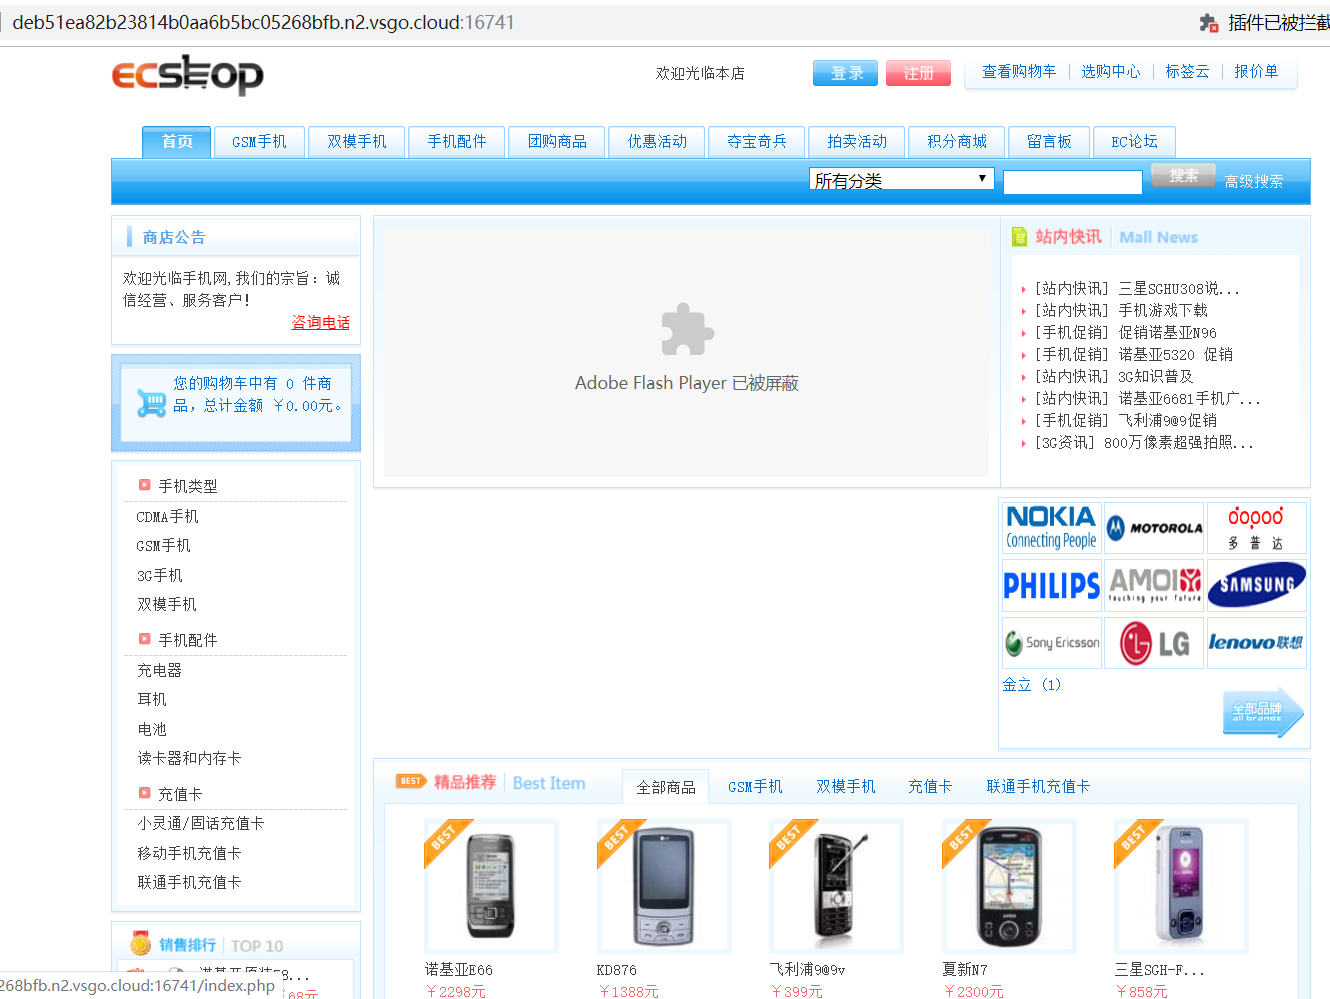 deb51ea82b23814b0aa6b5bc05268bfb.n2.vsgo.cloud:16741
插件已被拦截
ecshop
欢迎光临本店
登录
注册
查看购物车
选购中心
标签云
报价单
首页
GSM手机
双模手机
手机配件
团购商品
优惠活动
夺宝奇兵
拍卖活动
积分商城
留言板
EC论坛
所有分类
搜索
高级搜索
商店公告
欢迎光临手机网,我们的宗旨：诚
信经营、服务客户！
咨询电话
您的购物车中有 0 件商
品，总计金额 ￥0.00元。
手机类型
CDMA手机
GSM手机
3G手机
双模手机
手机配件
充电器
耳机
电池
读卡器和内存卡
充值卡
小灵通/固话充值卡
移动手机充值卡
联通手机充值卡
销售排行 TOP 10
Adobe Flash Player 已被屏蔽
站内快讯 Mall News
[站内快讯] 三星SGHU308说...
[站内快讯] 手机游戏下载
[手机促销] 促销诺基亚N96
[手机促销] 诺基亚5320 促销
[站内快讯] 3G知识普及
[站内快讯] 诺基亚6681手机广...
[手机促销] 飞利浦9@9促销
[3G资讯] 800万像素超强拍照...
NOKIA
Connecting People
MOTOROLA
dopod
多普达
PHILIPS
AMOI
touching your future
SAMSUNG
Sony Ericsson
LG
lenovo联想
金立 (1)
全部品牌
all brands
BEST 精品推荐 Best Item
全部商品
GSM手机
双模手机
充值卡
联通手机充值卡
BEST
BEST
BEST
BEST
BEST
诺基亚E66
￥2298元
KD876
￥1388元
飞利浦9@9v
￥399元
夏新N7
￥2300元
三星SGH-F...
￥858元
268bfb.n2.vsgo.cloud:16741/index.php